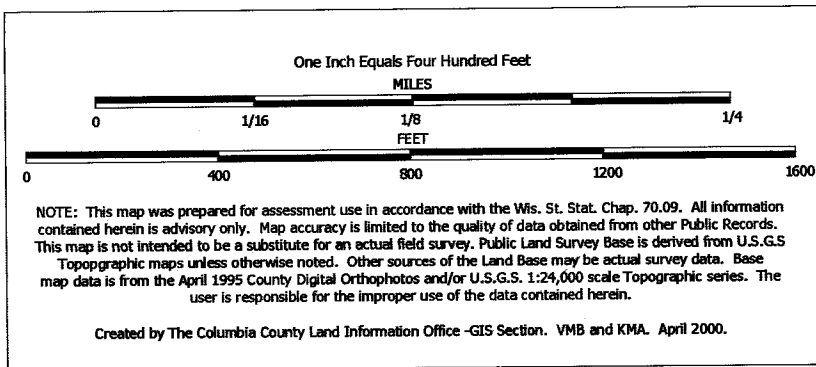 One Inch Equals Four Hundred Feet
MILES
0 1/16 1/8 1/4
FEET
0 400 800 1200 1600
NOTE: This map was prepared for assessment use in accordance with the Wis. St. Stat. Chap. 70.09. All information
contained herein is advisory only. Map accuracy is limited to the quality of data obtained from other Public Records.
This map is not intended to be a substitute for an actual field survey. Public Land Survey Base is derived from U.S.G.S
Topopgraphic maps unless otherwise noted. Other sources of the Land Base may be actual survey data. Base
map data is from the April 1995 County Digital Orthophotos and/or U.S.G.S. 1:24,000 scale Topographic series. The
user is responsible for the improper use of the data contained herein.
Created by The Columbia County Land Information Office -GIS Section. VMB and KMA. April 2000.